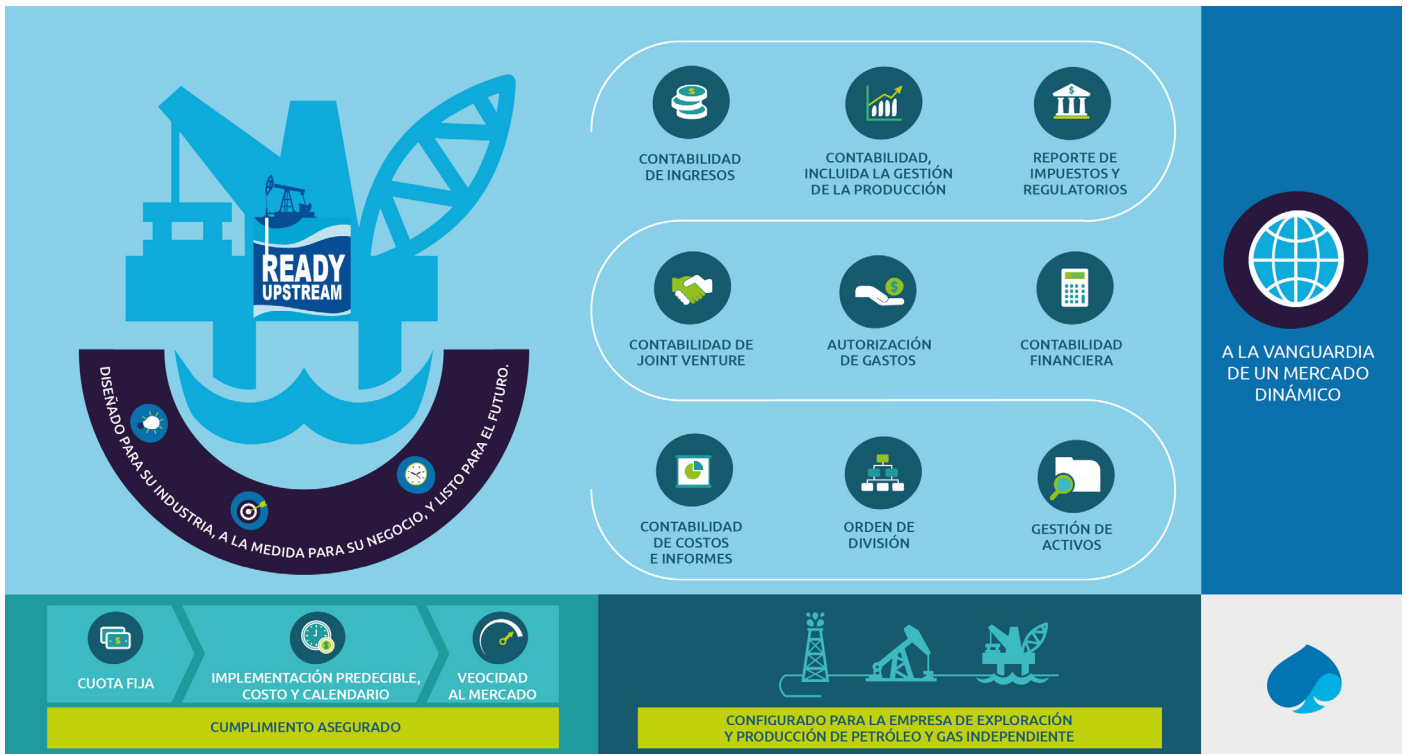 READY
UPSTREAM
DISEÑADO PARA SU INDUSTRIA, A LA MEDIDA PARA SU NEGOCIO, Y LISTO PARA EL FUTURO.
CONTABILIDAD
DE INGRESOS
CONTABILIDAD,
INCLUIDA LA GESTIÓN
DE LA PRODUCCIÓN
REPORTE DE
IMPUESTOS Y
REGULATORIOS
CONTABILIDAD DE
JOINT VENTURE
AUTORIZACIÓN
DE GASTOS
CONTABILIDAD
FINANCIERA
CONTABILIDAD
DE COSTOS
E INFORMES
ORDEN DE
DIVISIÓN
GESTIÓN DE
ACTIVOS
A LA VANGUARDIA
DE UN MERCADO
DINÁMICO
CUOTA FIJA
IMPLEMENTACIÓN PREDECIBLE,
COSTO Y CALENDARIO
VEOCIDAD
AL MERCADO
CUMPLIMIENTO ASEGURADO
CONFIGURADO PARA LA EMPRESA DE EXPLORACIÓN
Y PRODUCCIÓN DE PETRÓLEO Y GAS INDEPENDIENTE